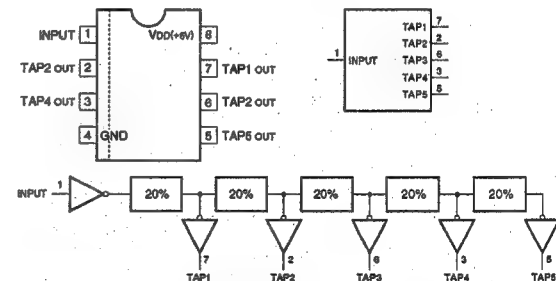 INPUT 1 VDD(+5V) 8
TAP2 OUT 2 7 TAP1 OUT
TAP4 OUT 3 6 TAP2 OUT
4 GND 5 TAP5 OUT
1 INPUT
TAP1 7
TAP2 2
TAP3 6
TAP4 3
TAP5 5
INPUT 1 20% 20% 20% 20% 20%
7 2 6 3 5
TAP1 TAP2 TAP3 TAP4 TAP5